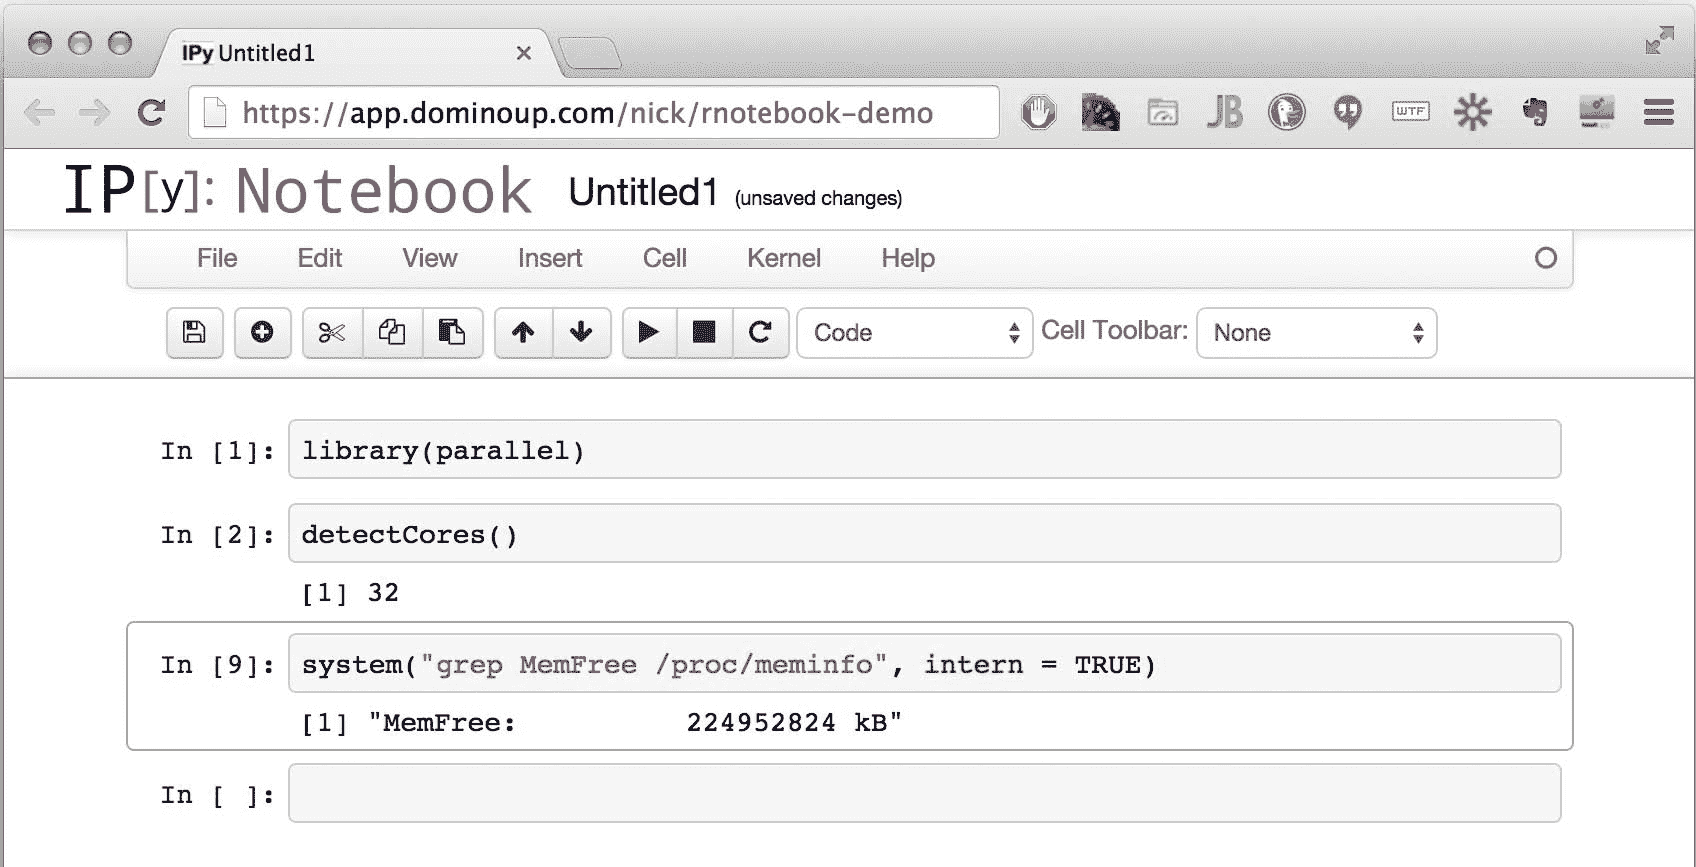 IPy Untitled1
https://app.dominoup.com/nick/rnotebook-demo
JB
WTF
IP[y]: Notebook Untitled1 (unsaved changes)
File Edit View Insert Cell Kernel Help
Code Cell Toolbar: None
In [1]: library(parallel)
In [2]: detectCores()
[1] 32
In [9]: system("grep MemFree /proc/meminfo", intern = TRUE)
[1] "MemFree:          224952824 kB"
In [ ]: